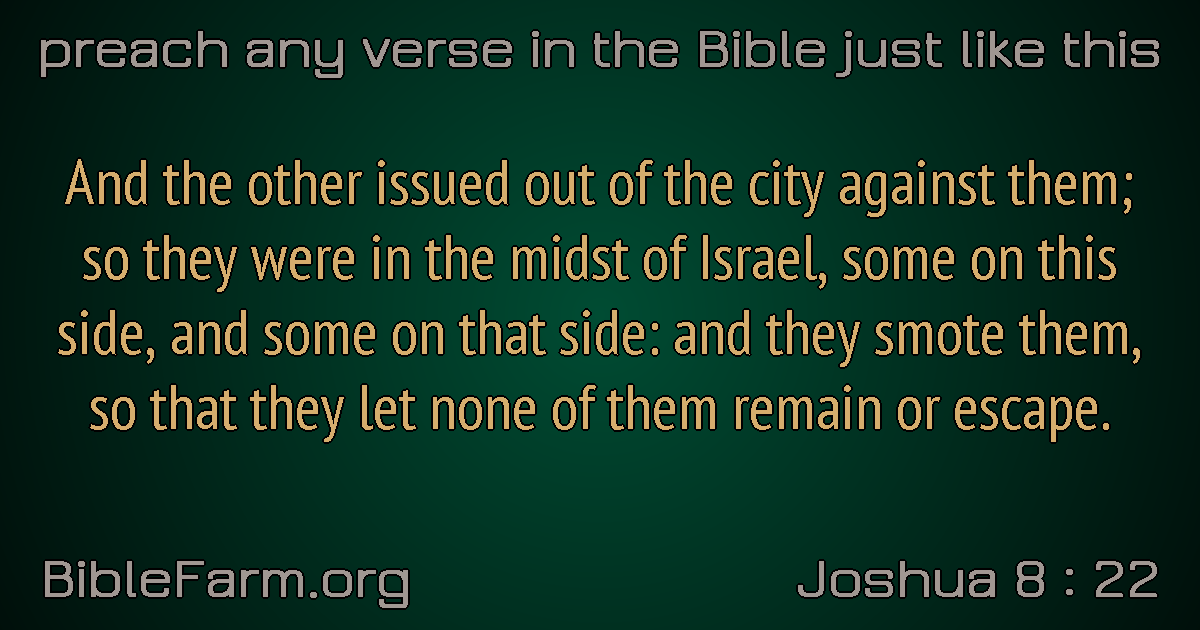 preach any verse in the Bible just like this
And the other issued out of the city against them;
so they were in the midst of Israel, some on this
side, and some on that side: and they smote them,
so that they let none of them remain or escape.
BibleFarm.org
Joshua 8 : 22